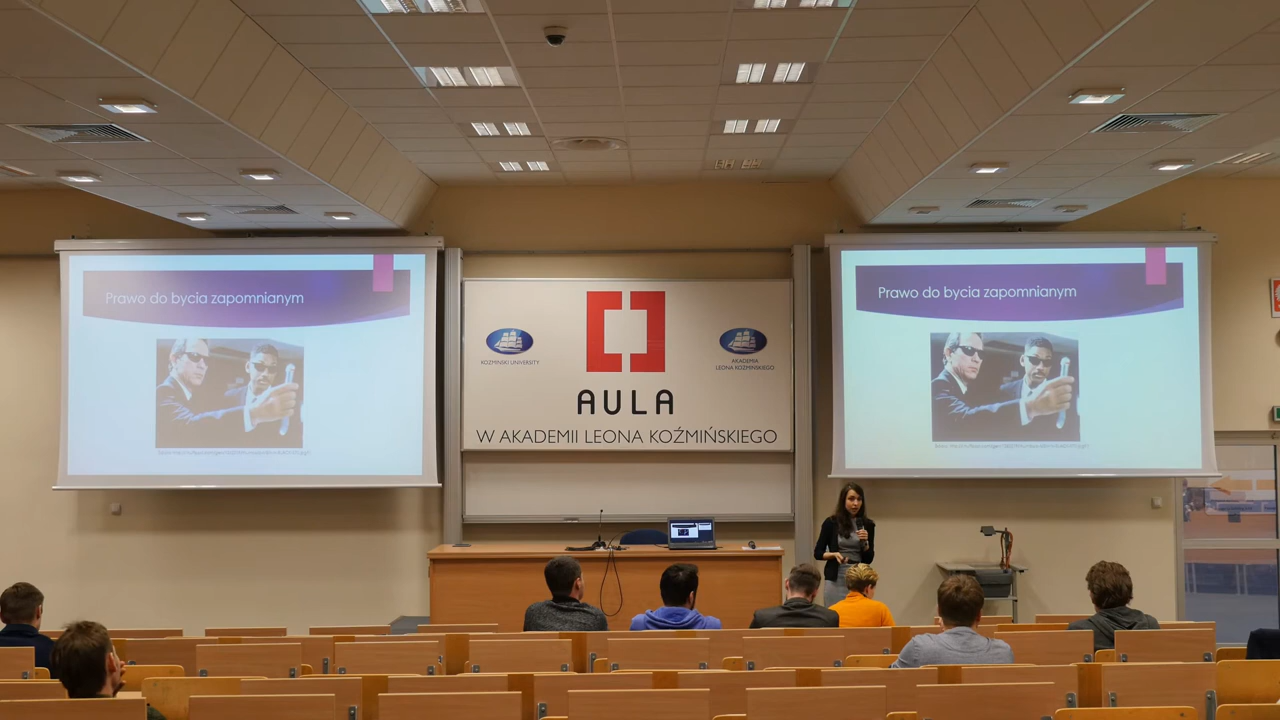 Prawo do bycia zapomnianym
KOZMINSKI UNIVERSITY
AKADEMIA
LEONA KOŹMIŃSKIEGO
AULA
W AKADEMII LEONA KOŹMIŃSKIEGO
Prawo do bycia zapomnianym